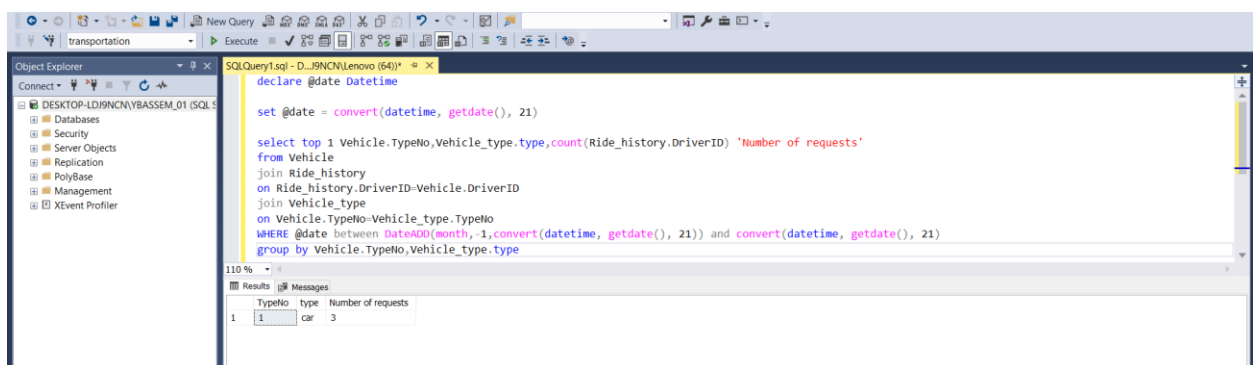 New Query
transportation
Execute
Object Explorer
SQLQuery1.sql - D...J9NCN\Lenovo (64))*
Connect
DESKTOP-LDJ9NCN\YBASSEM_01 (SQL S
Databases
Security
Server Objects
Replication
PolyBase
Management
XEvent Profiler
declare @date Datetime
set @date = convert(datetime, getdate(), 21)
select top 1 Vehicle.TypeNo,Vehicle_type.type,count(Ride_history.DriverID) 'Number of requests'
from Vehicle
join Ride_history
on Ride_history.DriverID=Vehicle.DriverID
join Vehicle_type
on Vehicle.TypeNo=Vehicle_type.TypeNo
WHERE @date between DateADD(month,-1,convert(datetime, getdate(), 21)) and convert(datetime, getdate(), 21)
group by Vehicle.TypeNo,Vehicle_type.type
110 %
Results Messages
TypeNo type Number of requests
1 1 car 3